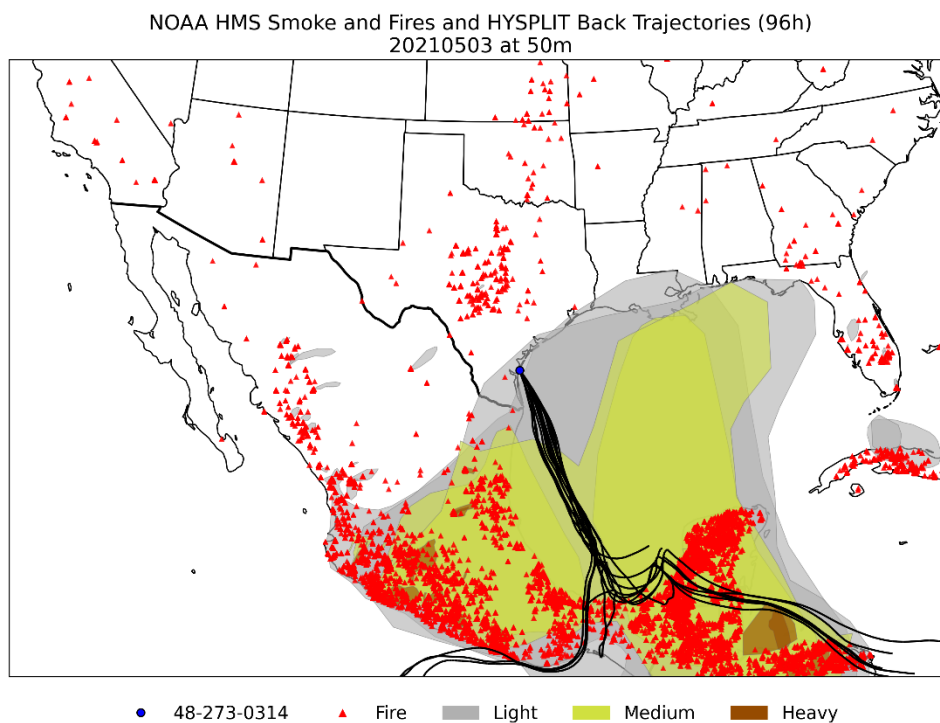 NOAA HMS Smoke and Fires and HYSPLIT Back Trajectories (96h)
20210503 at 50m
48-273-0314 Fire Light Medium Heavy